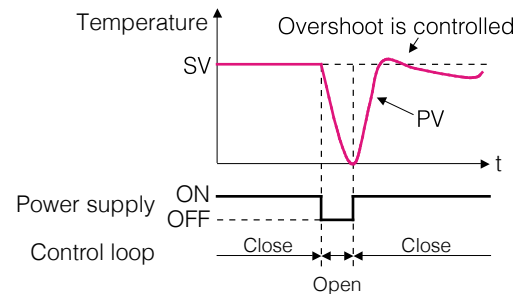 Temperature
Overshoot is controlled
SV
PV
t
Power supply
ON
OFF
Control loop
Close
Close
Open